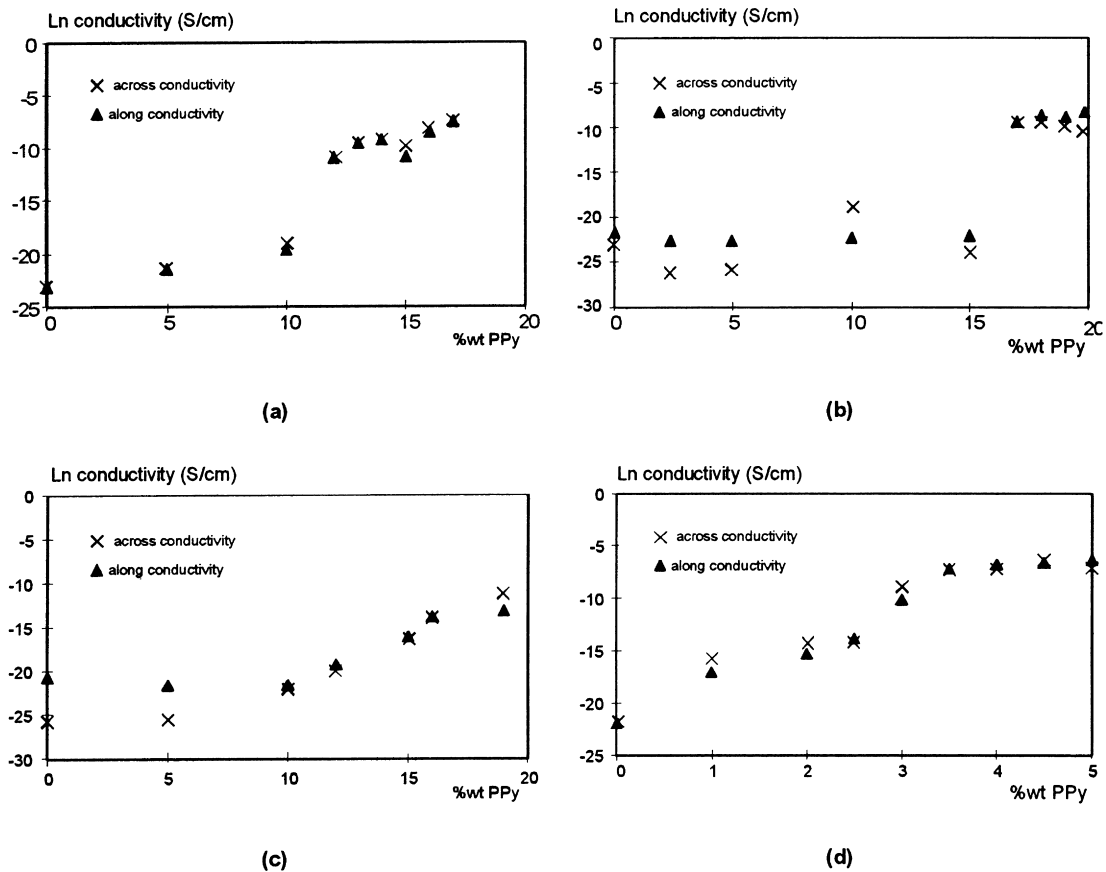 Ln conductivity (S/cm)
0
-5
-10
-15
-20
-25
across conductivity
along conductivity
0 5 10 15 20
%wt PPy
(a)
Ln conductivity (S/cm)
0
-5
-10
-15
-20
-25
-30
across conductivity
along conductivity
0 5 10 15 20
%wt PPy
(b)
Ln conductivity (S/cm)
0
-5
-10
-15
-20
-25
-30
across conductivity
along conductivity
0 5 10 15 20
%wt PPy
(c)
Ln conductivity (S/cm)
0
-5
-10
-15
-20
-25
across conductivity
along conductivity
0 1 2 3 4 5
%wt PPy
(d)